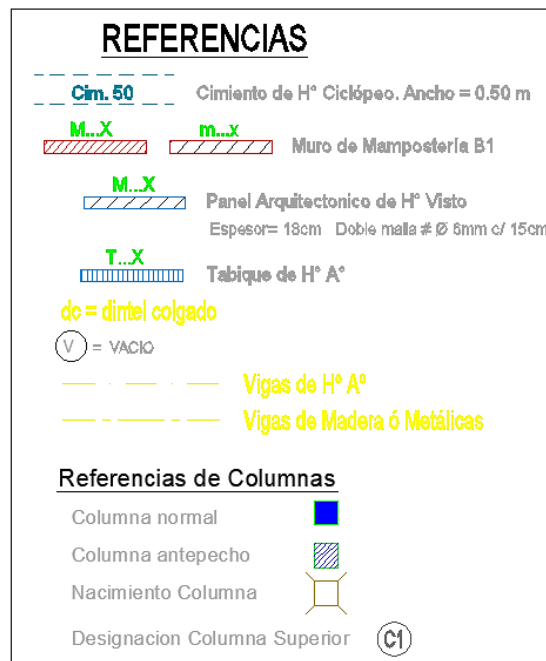 REFERENCIAS
Cim. 50 Cimiento de H° Ciclópeo. Ancho = 0.50 m
M...X m...x Muro de Mampostería B1
M...X Panel Arquitectonico de H° Visto
Espesor= 18cm Doble malla # Ø 6mm c/ 15cm
T...X Tabique de H° A°
dc = dintel colgado
V = VACIO
Vigas de Hº Aº
Vigas de Madera ó Metálicas
Referencias de Columnas
Columna normal
Columna antepecho
Nacimiento Columna
Designacion Columna Superior C1